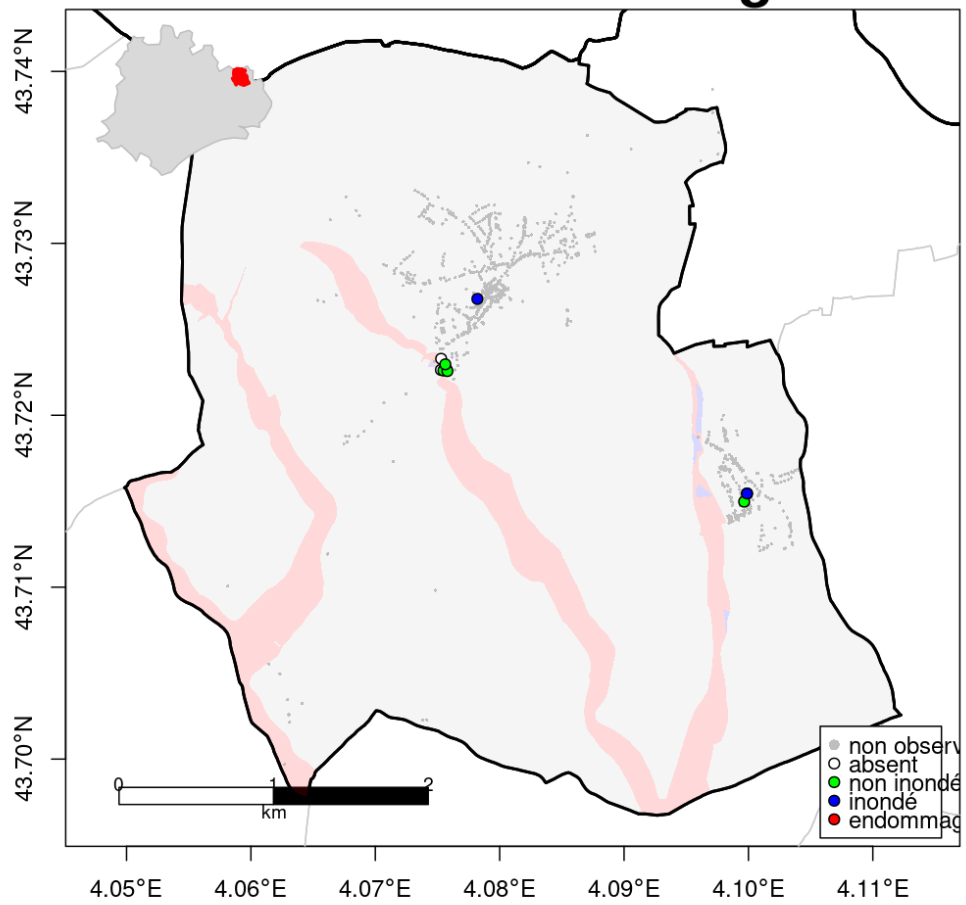 43.74°N
43.73°N
43.72°N
43.71°N
43.70°N
0 1 2
km
non observ
absent
non inondé
inondé
endommag
4.05°E 4.06°E 4.07°E 4.08°E 4.09°E 4.10°E 4.11°E